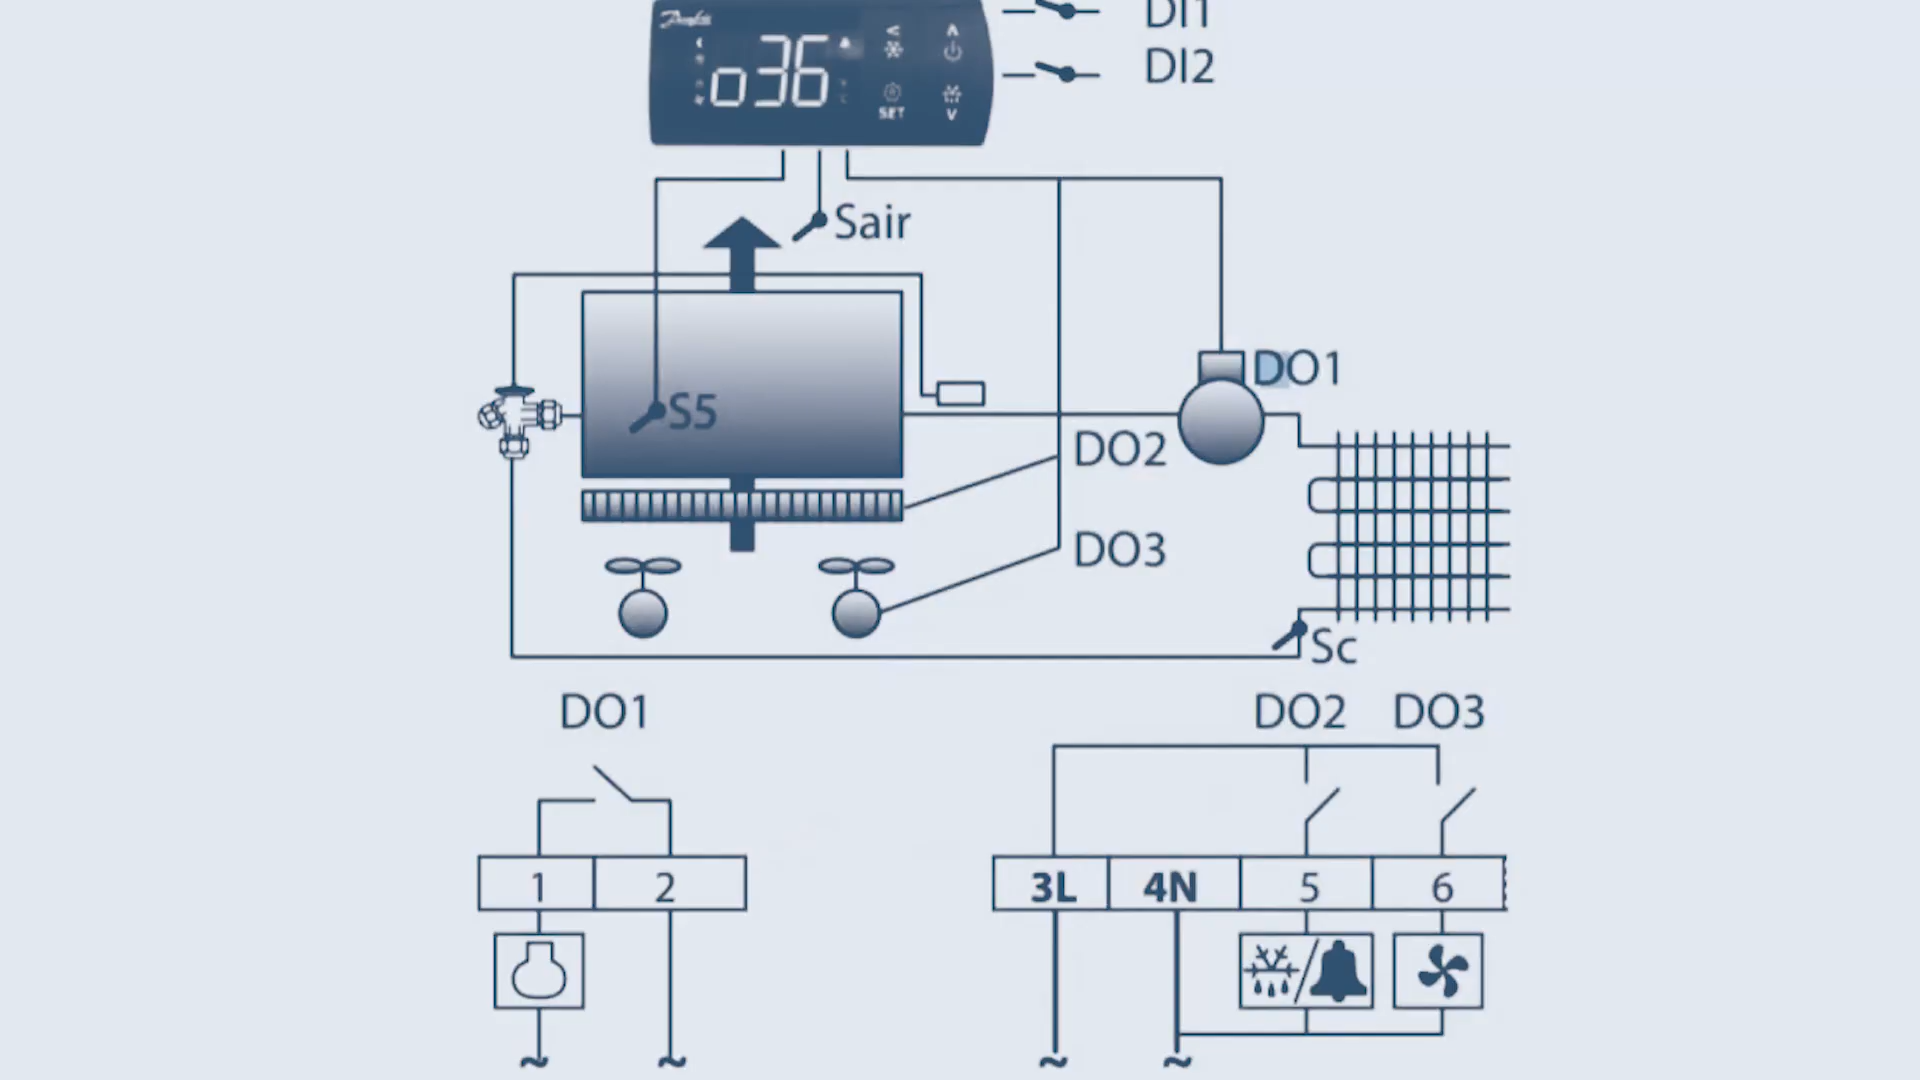 DI1
Danfoss
o36
SET
DI2
Sair
DO1
S5
DO2
DO3
Sc
DO1
DO2 DO3
1 2
3L 4N 5 6